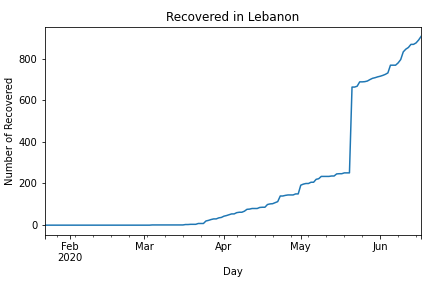 Recovered in Lebanon
Number of Recovered
800
600
400
200
0
Feb
2020
Mar
Apr
May
Jun
Day